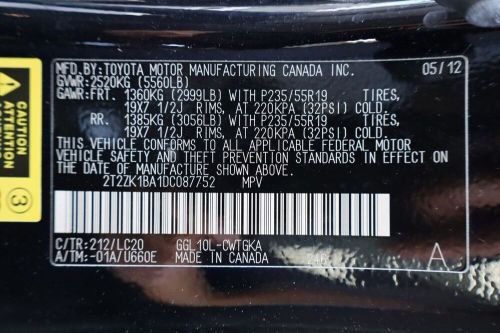 MFD.BY:TOYOTA MOTOR MANUFACTURING CANADA INC. 05/12
GVWR:2520KG (5560LB)
GAWR:FRT. 1360KG (2999LB) WITH P235/55R19 TIRES,
19X7 1/2J RIMS, AT 220KPA (32PSI) COLD.
RR. 1385KG (3056LB) WITH P235/55R19 TIRES,
19X7 1/2J RIMS, AT 220KPA (32PSI) COLD.
THIS VEHICLE CONFORMS TO ALL APPLICABLE FEDERAL MOTOR
VEHICLE SAFETY AND THEFT PREVENTION STANDARDS IN EFFECT
ON THE DATE OF MANUFACTURE SHOWN ABOVE.
2T2ZK1BA1DC087752 MPV
C/TR:212/LC20 GGL10L-CWTGKA
A/TM:-01A/U660E MADE IN CANADA 246 A
3